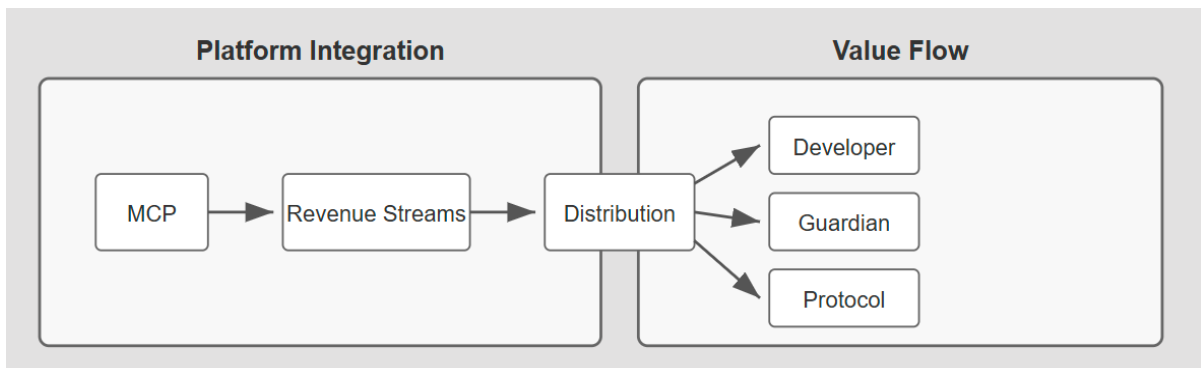 Platform Integration
Value Flow
MCP
Revenue Streams
Distribution
Developer
Guardian
Protocol